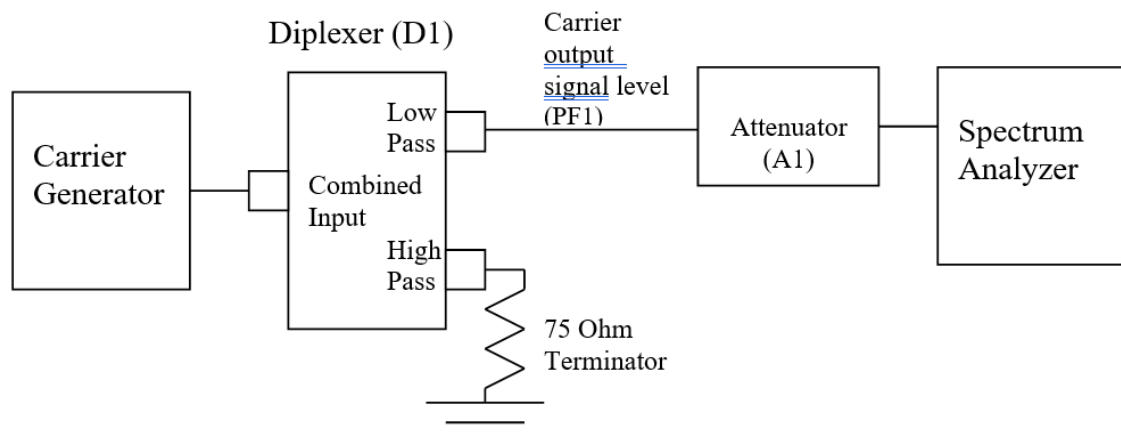 Diplexer (D1)
Carrier
output
signal level
(PF1)
Low
Pass
Carrier
Generator
Combined
Input
High
Pass
75 Ohm
Terminator
Attenuator
(A1)
Spectrum
Analyzer